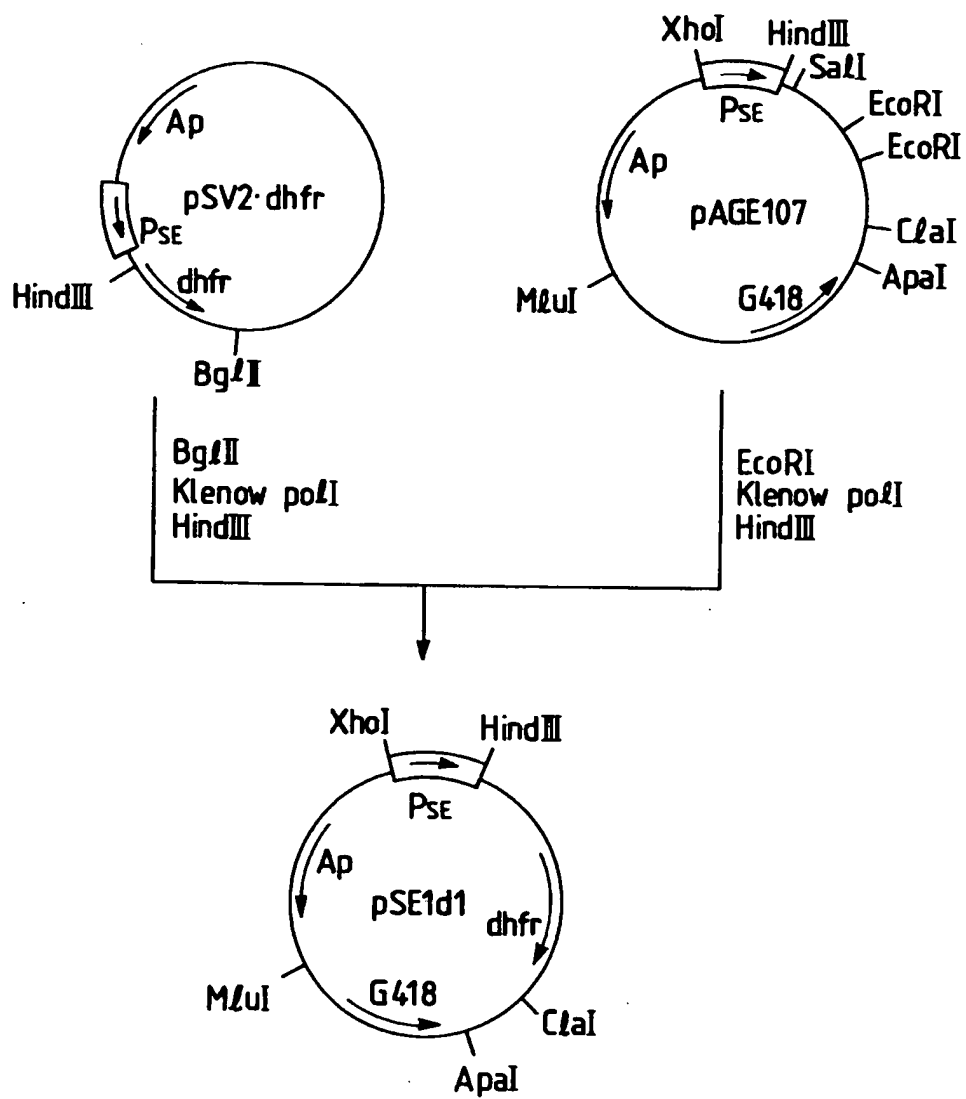 Ap
pSV2·dhfr
PSE
dhfr
HindIII
BglII
XhoI
HindIII
SalI
PSE
EcoRI
EcoRI
Ap
pAGE107
ClaI
ApaI
G418
MluI
BglII
Klenow polI
HindIII
EcoRI
Klenow polI
HindIII
XhoI
HindIII
PSE
Ap
pSE1d1
dhfr
MluI
G418
ClaI
ApaI